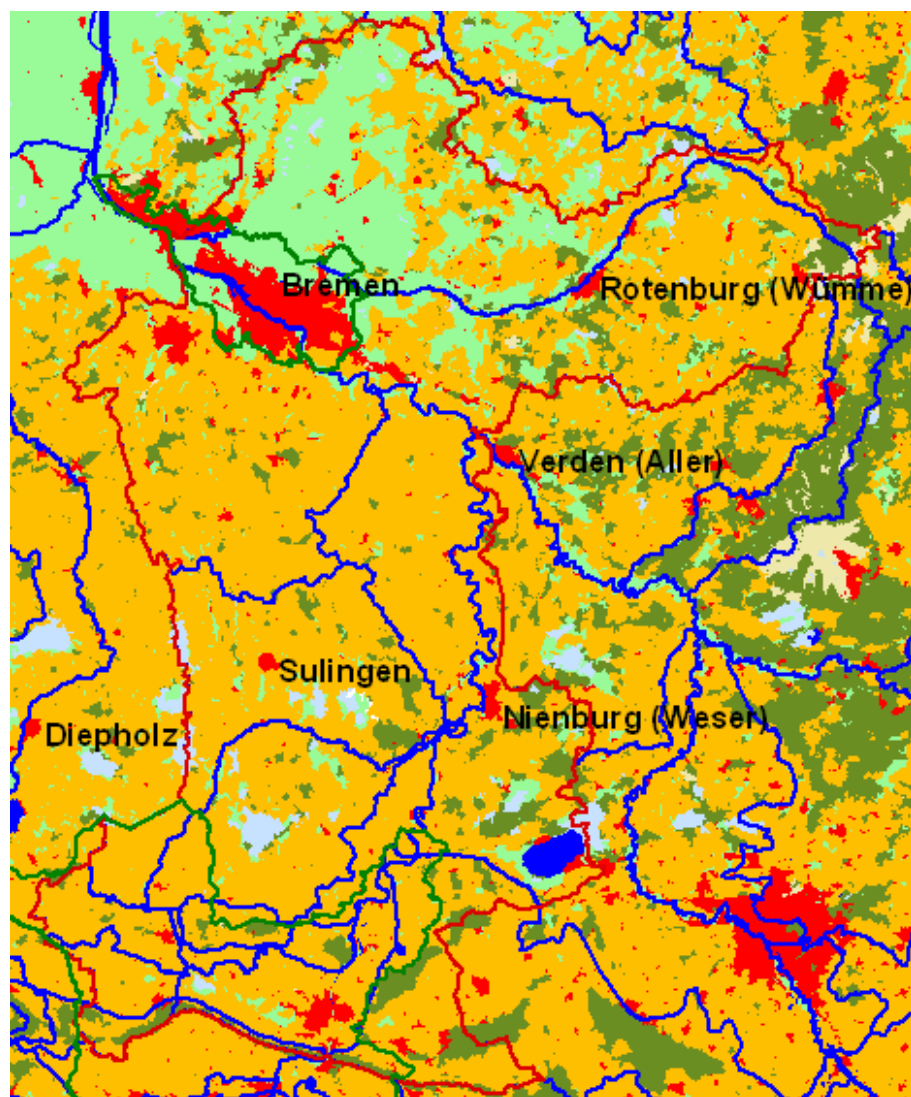 Bremen
Rotenburg (Wümme)
Verden (Aller)
Sulingen
Nienburg (Weser)
Diepholz